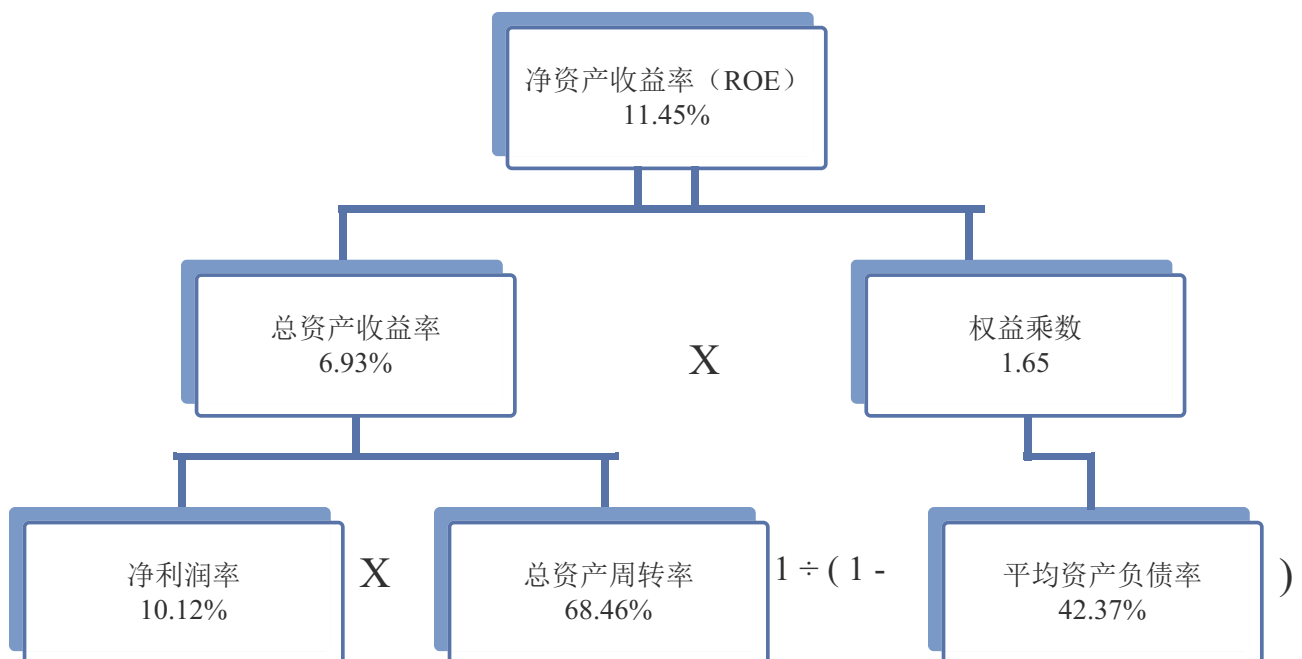 净资产收益率（ROE）
11.45%
总资产收益率
6.93%
X
权益乘数
1.65
净利润率
10.12%
X
总资产周转率
68.46%
1 ÷ ( 1 -
平均资产负债率
42.37%
)